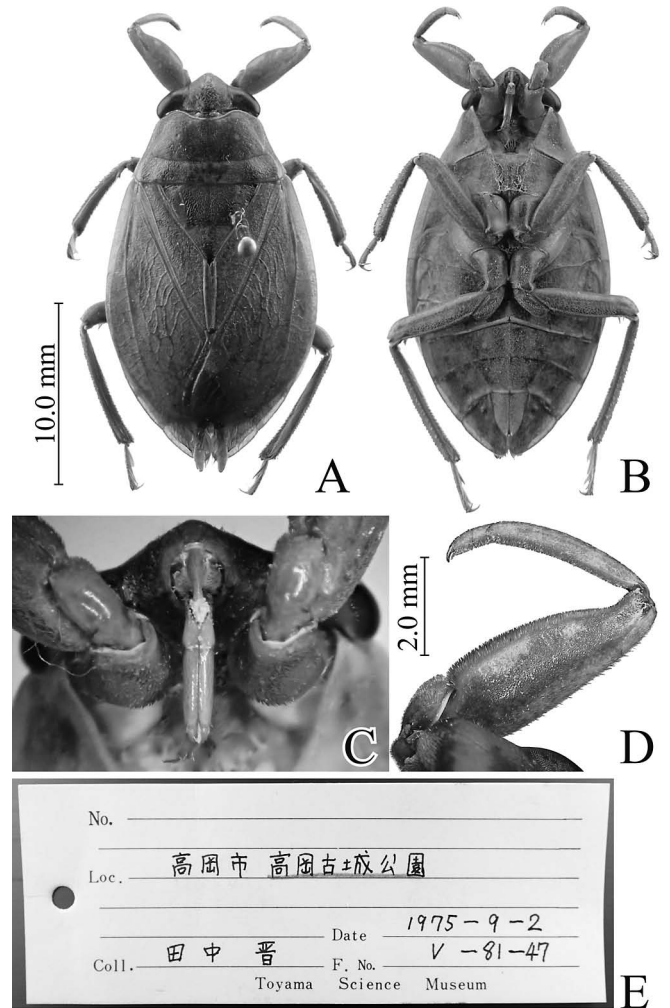 A
B
10.0 mm
C
D
2.0 mm
No.
Loc. 高岡市 高岡古城公園
Date 1975-9-2
Coll. 田中 晋 F. No. V-81-47
Toyama Science Museum
E